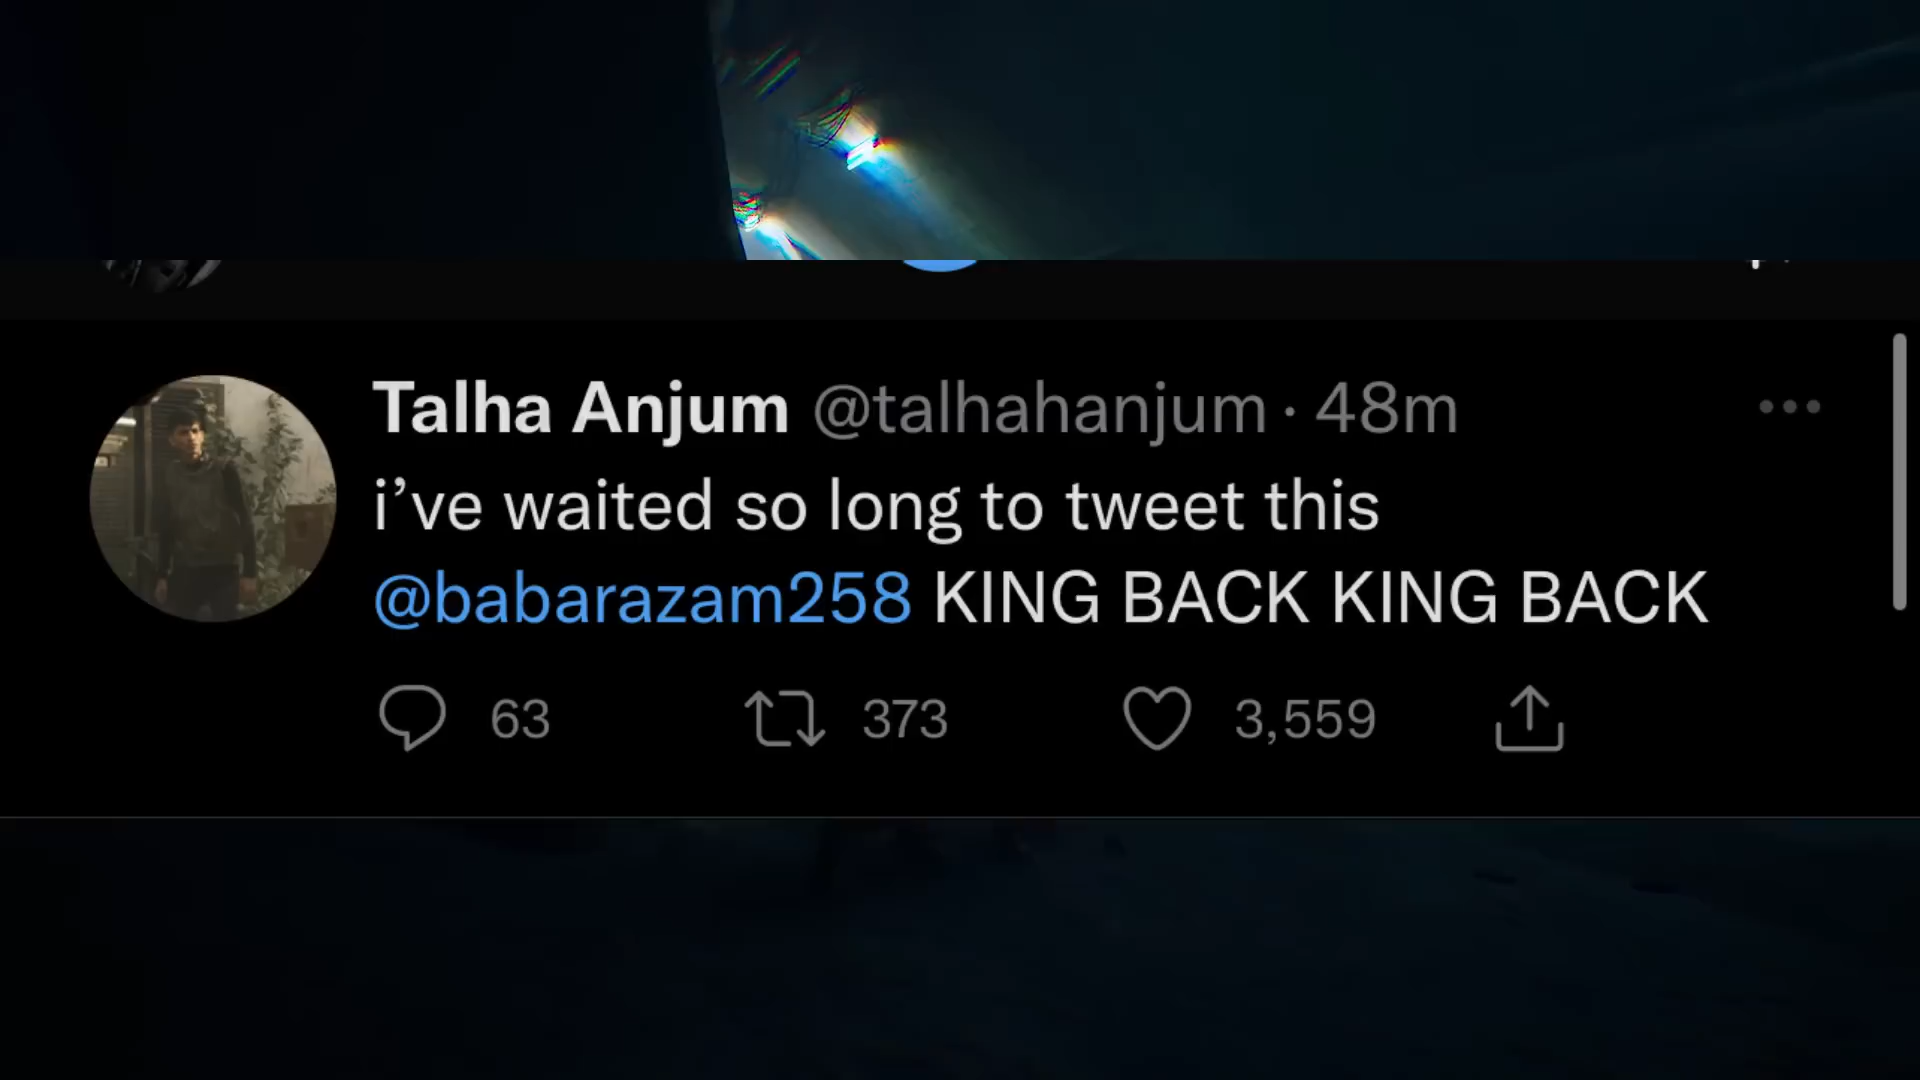 Talha Anjum @talhahanjum · 48m
i’ve waited so long to tweet this
@babarazam258 KING BACK KING BACK
63 373 3,559